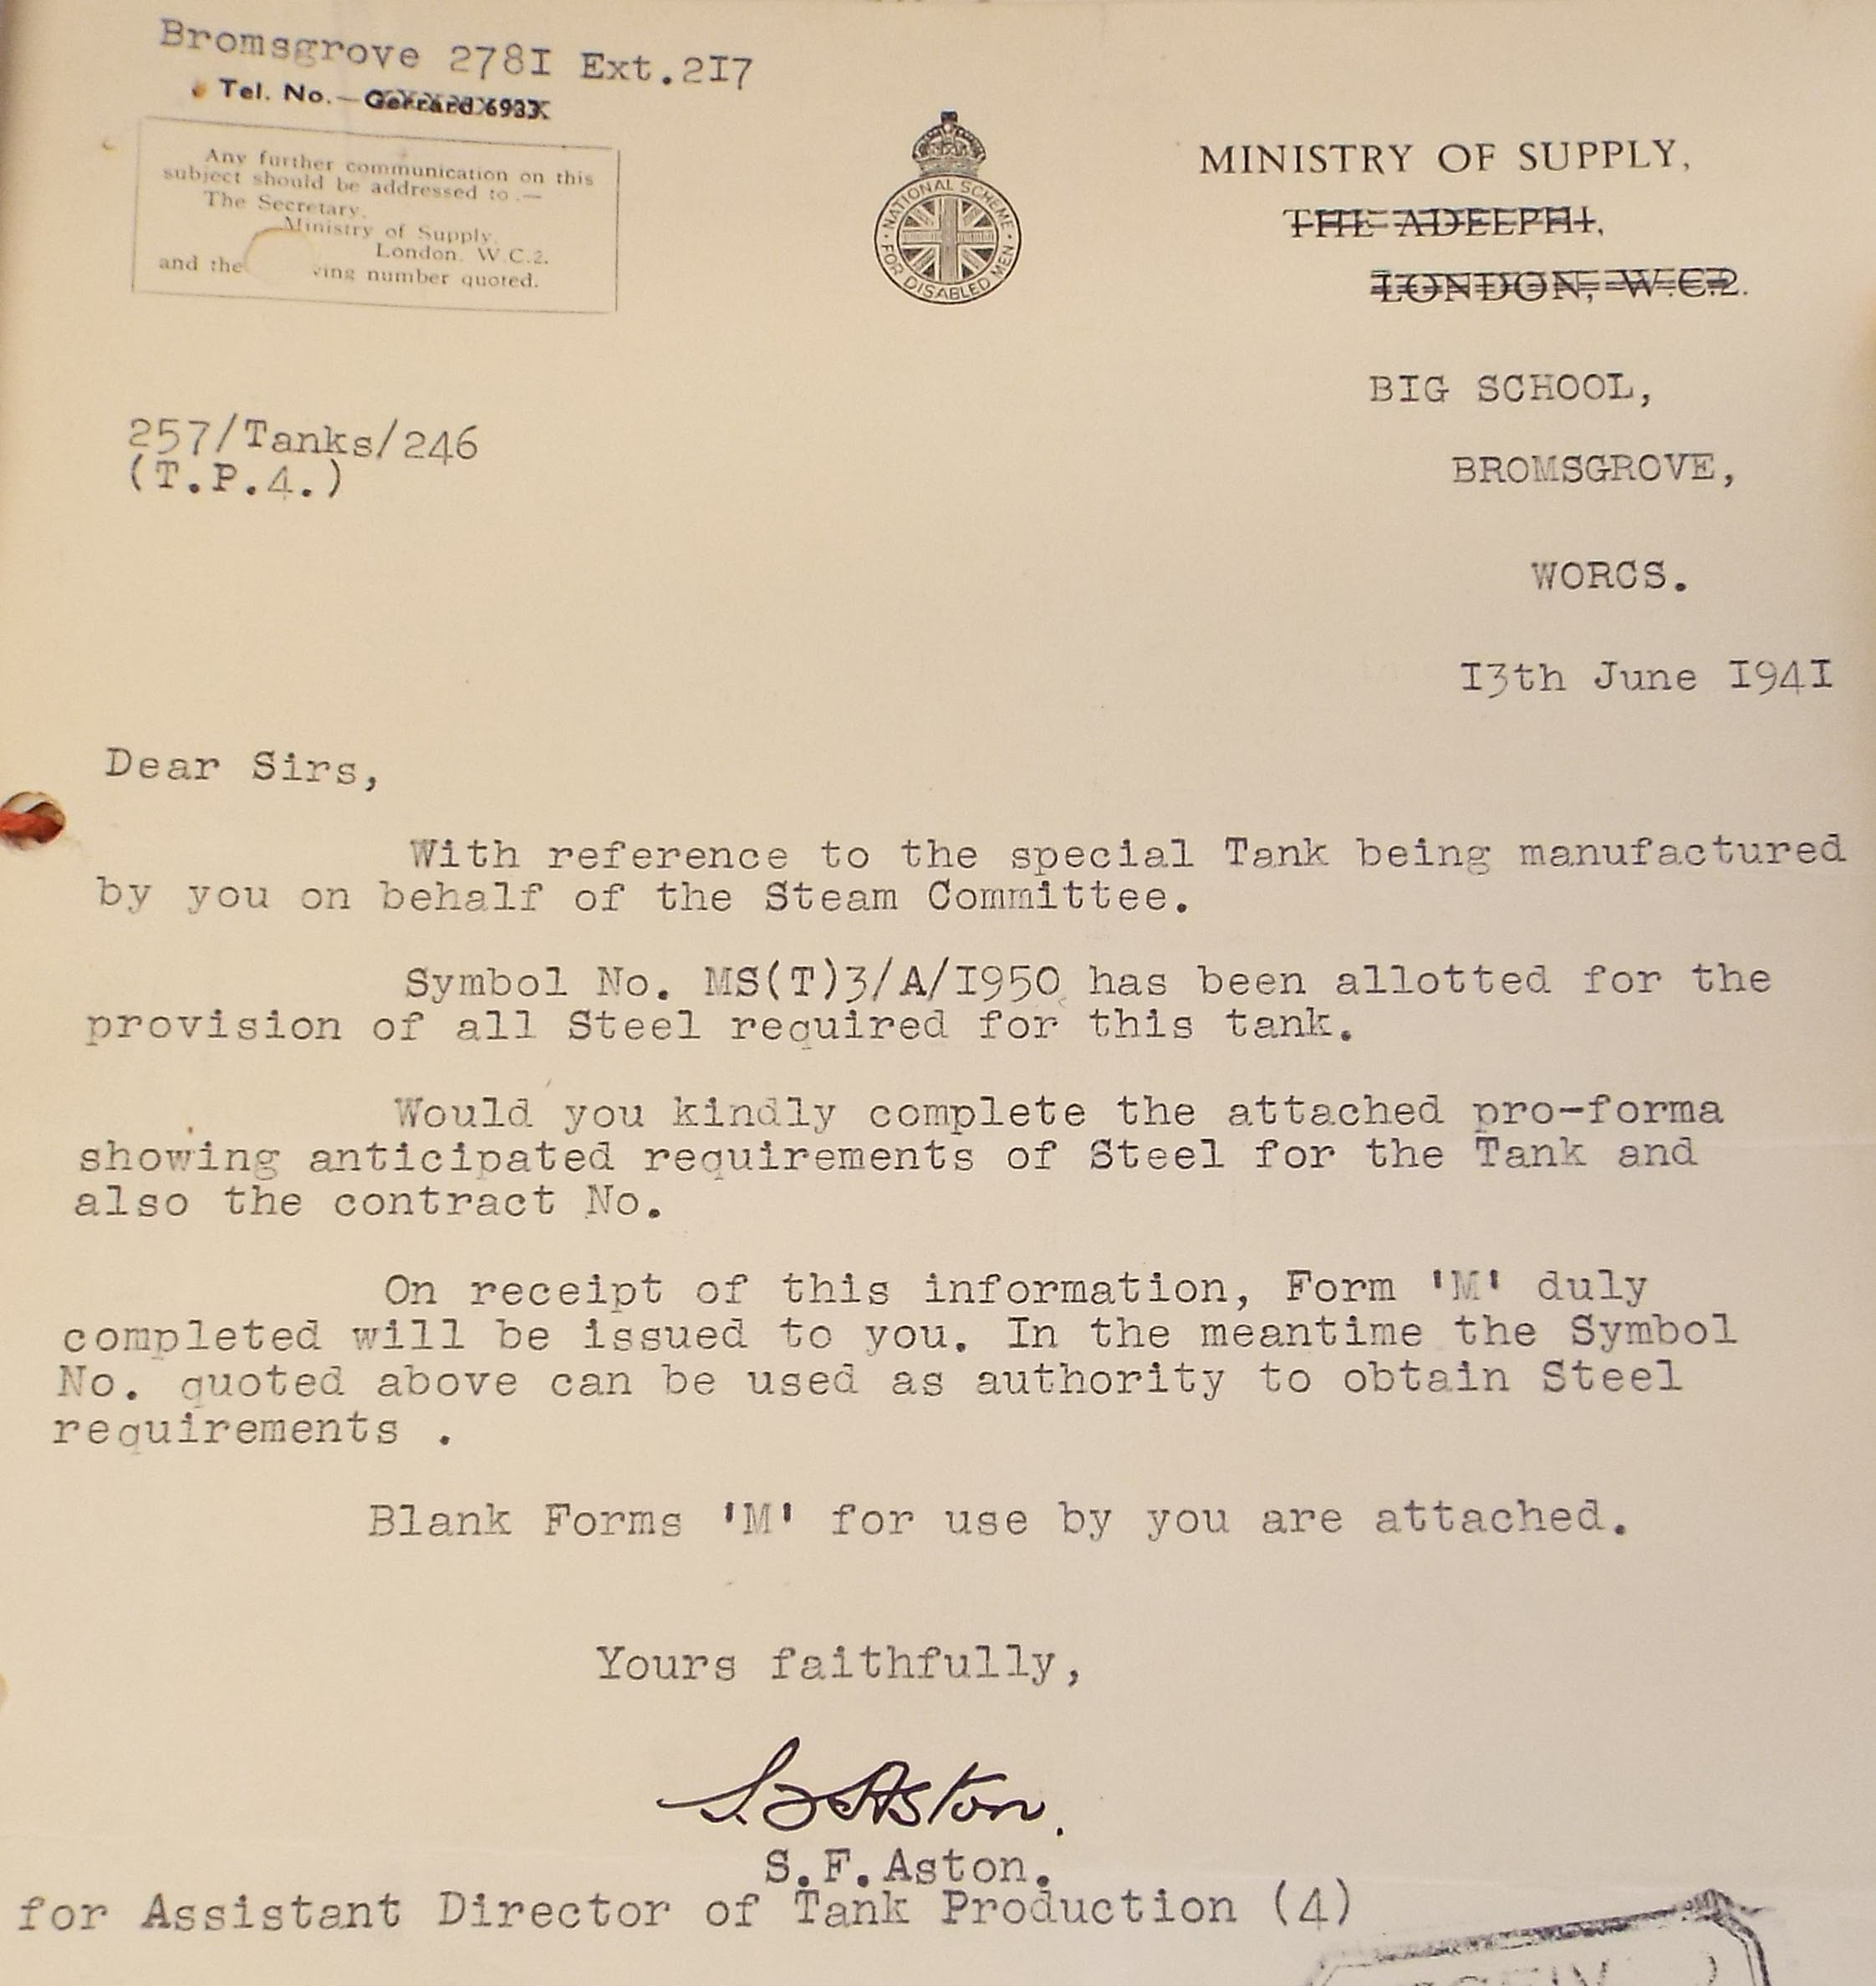 Bromsgrove 278I Ext.2I7
Tel. No.— Gerrard 6933
Any further communication on this
subject should be addressed to :—
The Secretary,
Ministry of Supply,
London, W.C.2.
and the ving number quoted.
NATIONAL SCHEME
FOR DISABLED MEN
MINISTRY OF SUPPLY,
THE ADELPHI,
LONDON, W.C.2.
BIG SCHOOL,
BROMSGROVE,
WORCS.
257/Tanks/246
(T.P.4.)
I3th June I94I
Dear Sirs,
With reference to the special Tank being manufactured
by you on behalf of the Steam Committee.
Symbol No. MS(T)3/A/I950 has been allotted for the
provision of all Steel required for this tank.
Would you kindly complete the attached pro-forma
showing anticipated requirements of Steel for the Tank and
also the contract No.
On receipt of this information, Form 'M' duly
completed will be issued to you. In the meantime the Symbol
No. quoted above can be used as authority to obtain Steel
requirements .
Blank Forms 'M' for use by you are attached.
Yours faithfully,
S F Aston.
S.F.Aston.
for Assistant Director of Tank Production (4)